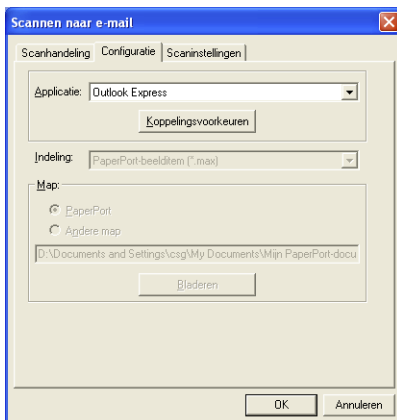 Scannen naar e-mail
Scanhandeling Configuratie Scaninstellingen
Applicatie: Outlook Express
Koppelingsvoorkeuren
Indeling: PaperPort-beelditem (*.max)
Map:
PaperPort
Andere map
D:\Documents and Settings\csg\My Documents\Mijn PaperPort-docu
Bladeren
OK Annuleren